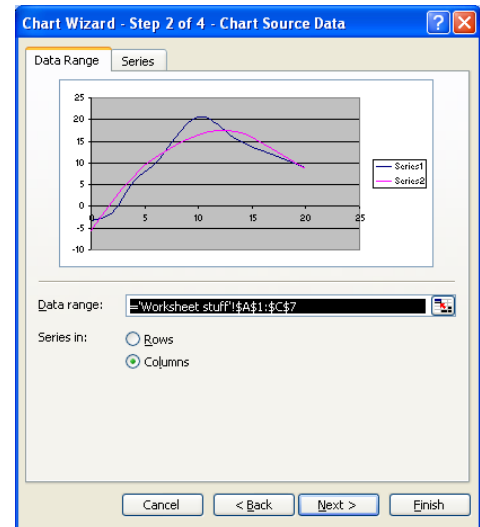 Chart Wizard - Step 2 of 4 - Chart Source Data
Data Range Series
25
20
15
10
5
0
-5
-10
0 5 10 15 20 25
Series1
Series2
Data range: ='Worksheet stuff'!$A$1:$C$7
Series in: Rows
Columns
Cancel < Back Next > Finish